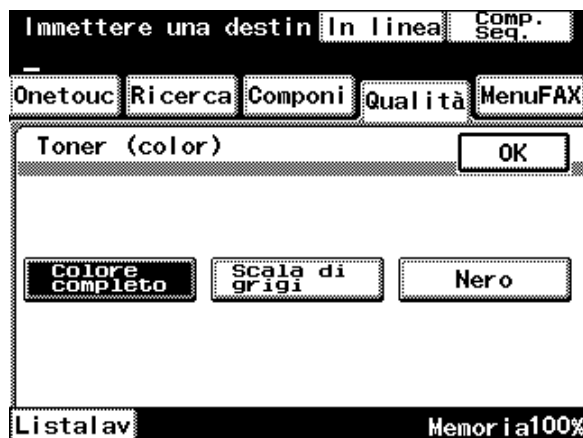 Immettere una destin In linea Comp. Seq.
Onetouc Ricerca Componi Qualità MenuFAX
Toner (color) OK
Colore completo Scala di grigi Nero
Listalav Memoria100%